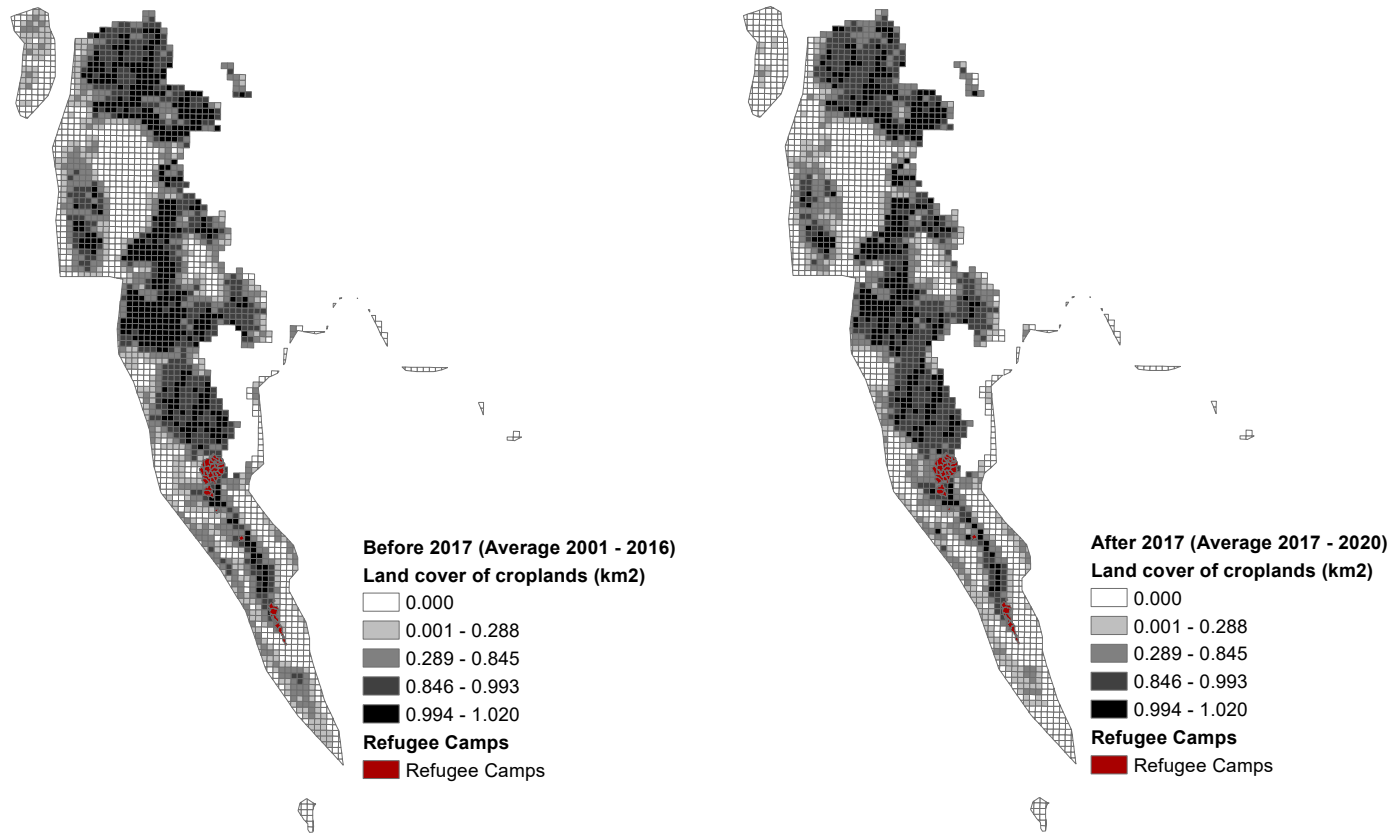 Before 2017 (Average 2001 - 2016)
Land cover of croplands (km2)
0.000
0.001 - 0.288
0.289 - 0.845
0.846 - 0.993
0.994 - 1.020
Refugee Camps
Refugee Camps
After 2017 (Average 2017 - 2020)
Land cover of croplands (km2)
0.000
0.001 - 0.288
0.289 - 0.845
0.846 - 0.993
0.994 - 1.020
Refugee Camps
Refugee Camps